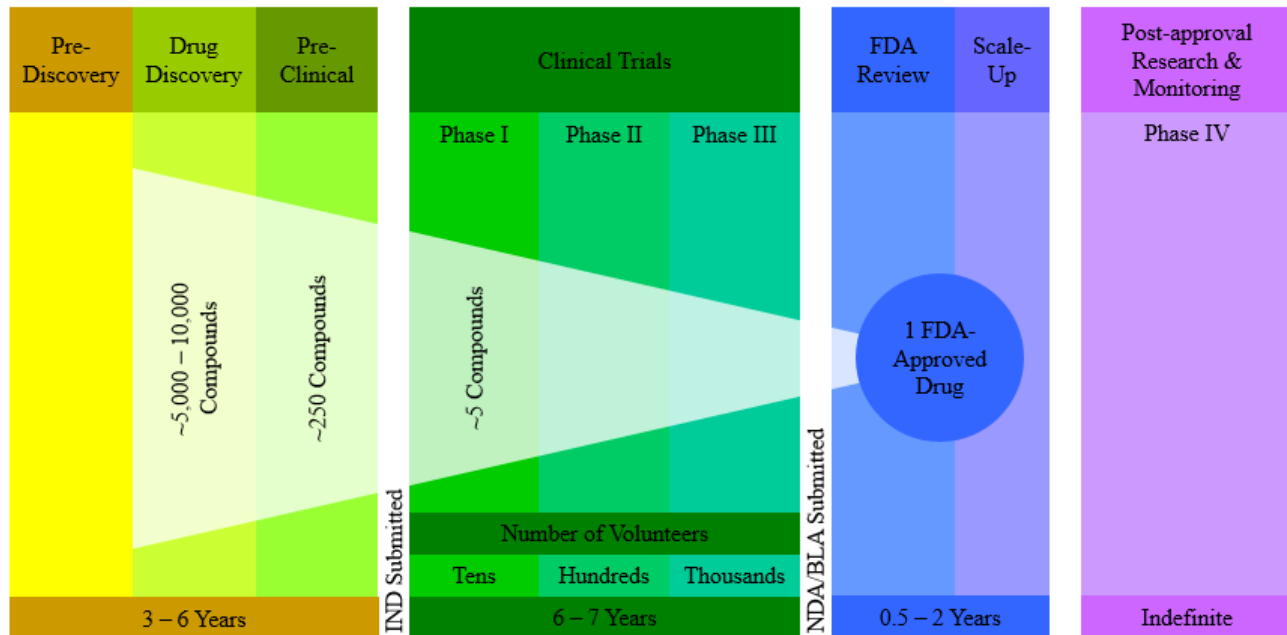 Pre-
Discovery
Drug
Discovery
Pre-
Clinical
Clinical Trials
FDA
Review
Scale-
Up
Post-approval
Research &
Monitoring
Phase I
Phase II
Phase III
Phase IV
~5,000 – 10,000
Compounds
~250 Compounds
~5 Compounds
1 FDA-
Approved
Drug
IND Submitted
NDA/BLA Submitted
Number of Volunteers
Tens
Hundreds
Thousands
3 – 6 Years
6 – 7 Years
0.5 – 2 Years
Indefinite